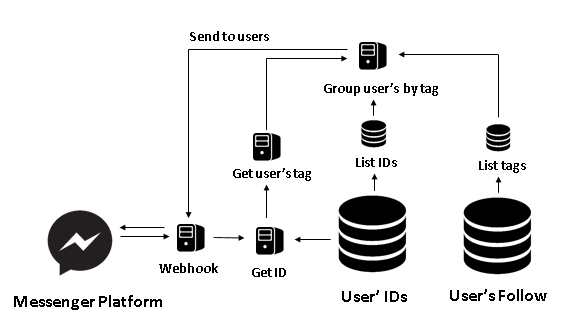 Send to users
Group user's by tag
List IDs
List tags
Get user's tag
Webhook
Get ID
Messenger Platform
User' IDs
User's Follow